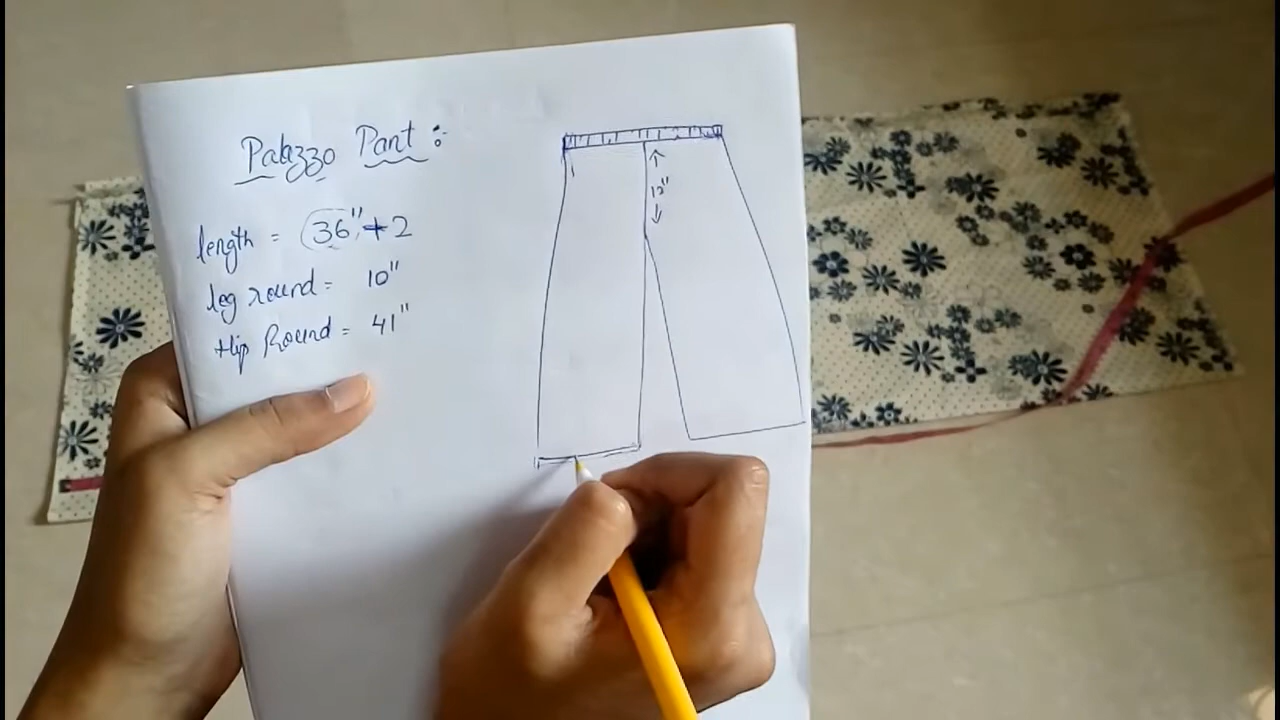 Palazzo Pant :-
length = 36" + 2
leg round = 10"
Hip Round = 41"
12"